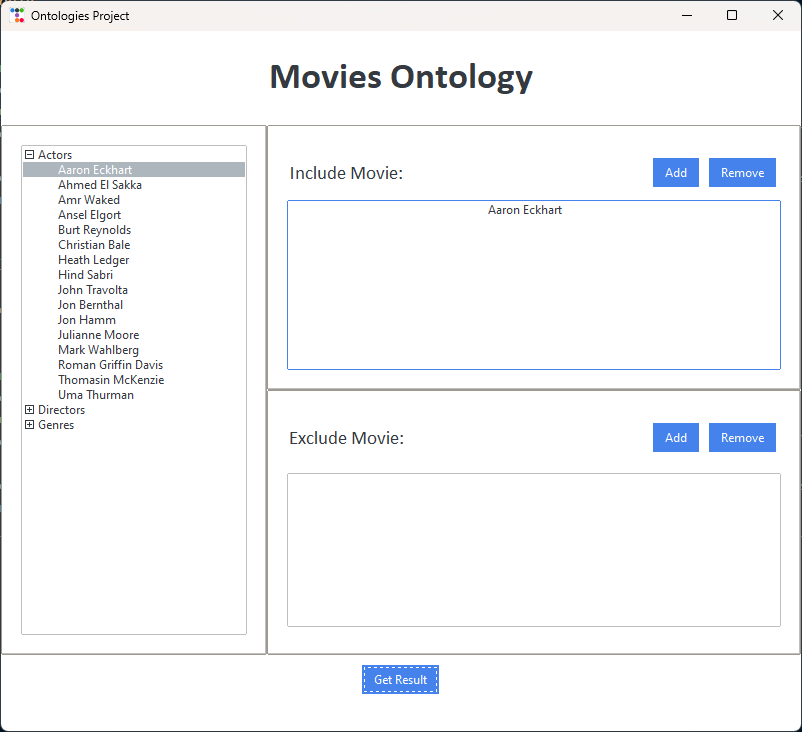 Ontologies Project
Movies Ontology
Actors
Aaron Eckhart
Ahmed El Sakka
Amr Waked
Ansel Elgort
Burt Reynolds
Christian Bale
Heath Ledger
Hind Sabri
John Travolta
Jon Bernthal
Jon Hamm
Julianne Moore
Mark Wahlberg
Roman Griffin Davis
Thomasin McKenzie
Uma Thurman
Directors
Genres
Include Movie:
Add
Remove
Aaron Eckhart
Exclude Movie:
Add
Remove
Get Result